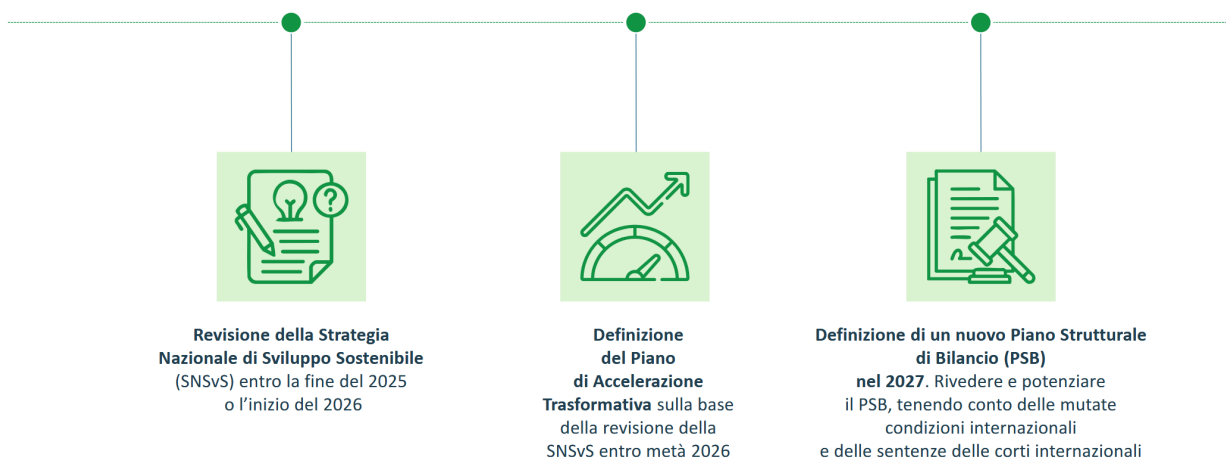 Revisione della Strategia
Nazionale di Sviluppo Sostenibile
(SNSvS) entro la fine del 2025
o l'inizio del 2026
Definizione
del Piano
di Accelerazione
Trasformativa sulla base
della revisione della
SNSvS entro metà 2026
Definizione di un nuovo Piano Strutturale
di Bilancio (PSB)
nel 2027. Rivedere e potenziare
il PSB, tenendo conto delle mutate
condizioni internazionali
e delle sentenze delle corti internazionali